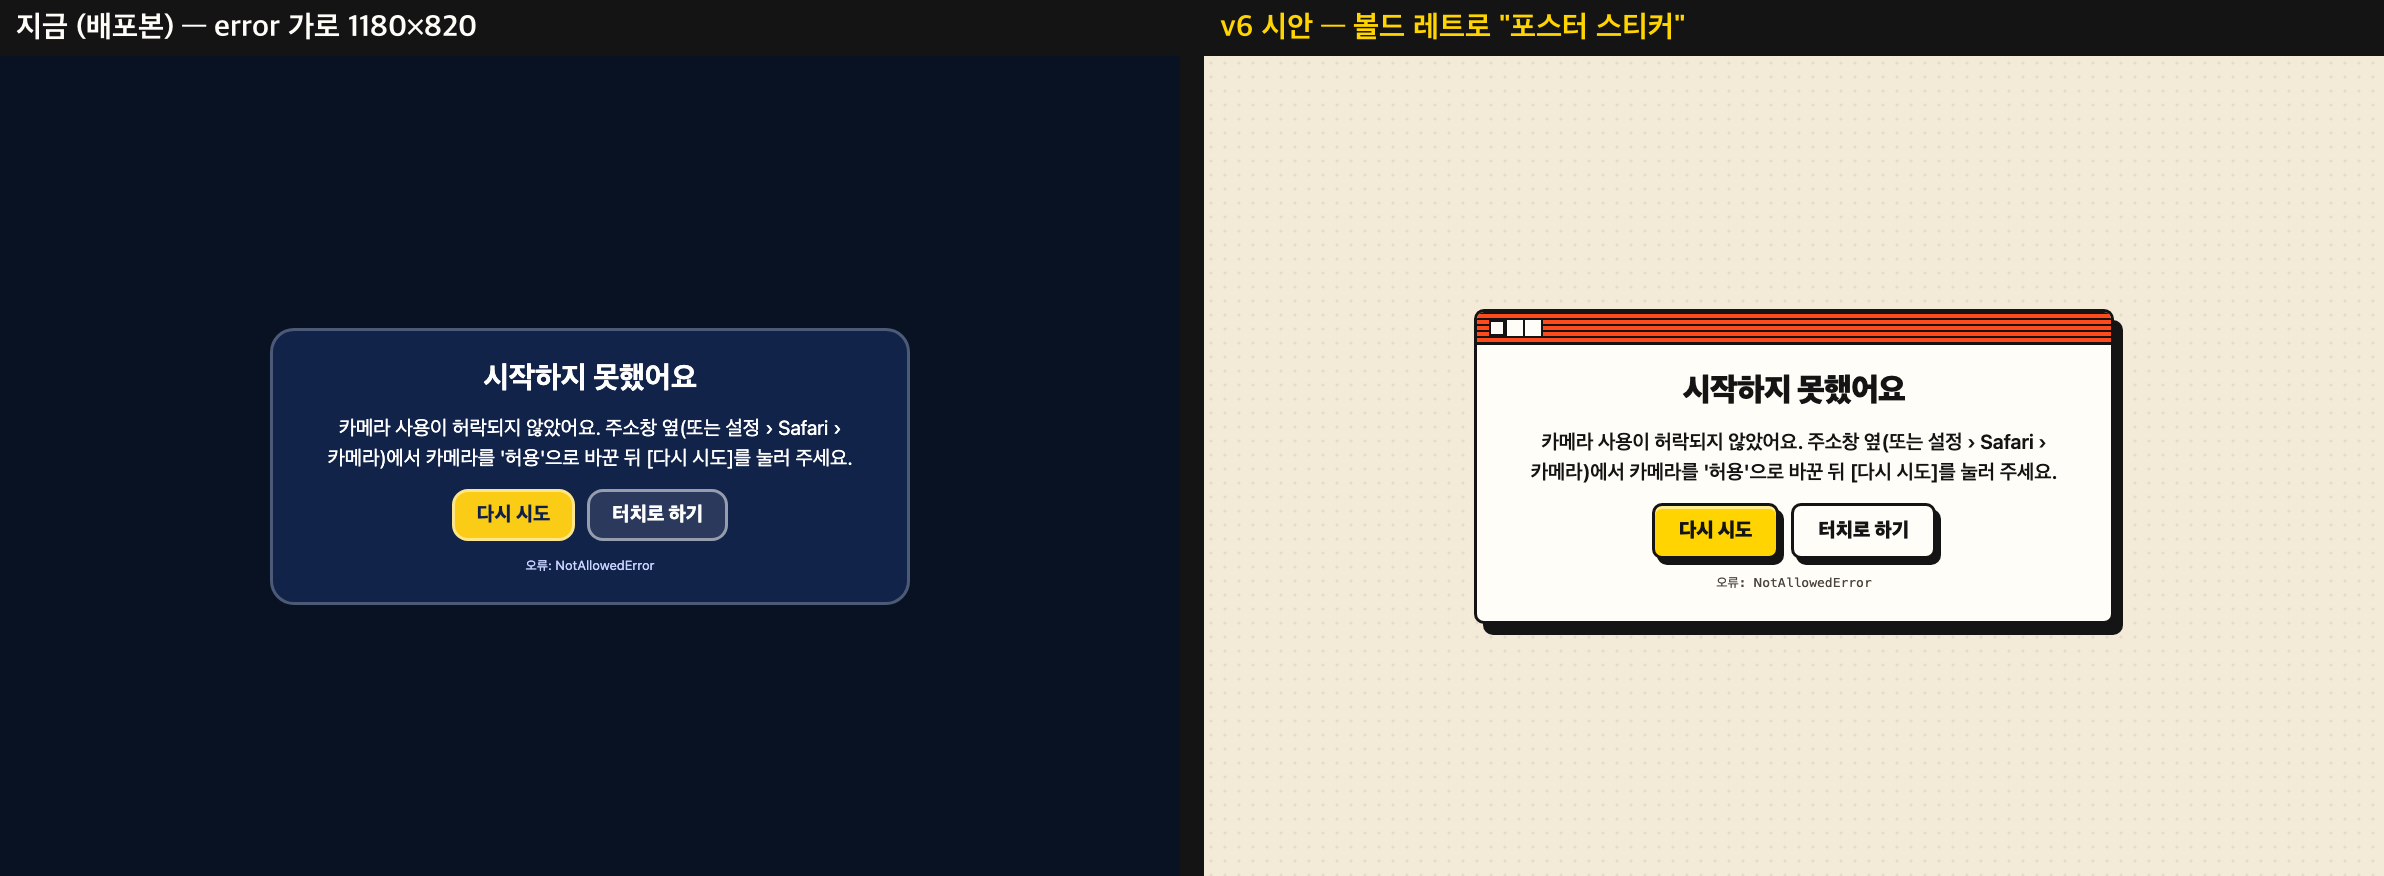 지금 (배포본) — error 가로 1180×820
시작하지 못했어요
카메라 사용이 허락되지 않았어요. 주소창 옆(또는 설정 › Safari ›
카메라)에서 카메라를 '허용'으로 바꾼 뒤 [다시 시도]를 눌러 주세요.
다시 시도
터치로 하기
오류: NotAllowedError
v6 시안 — 볼드 레트로 "포스터 스티커"
시작하지 못했어요
카메라 사용이 허락되지 않았어요. 주소창 옆(또는 설정 › Safari ›
카메라)에서 카메라를 '허용'으로 바꾼 뒤 [다시 시도]를 눌러 주세요.
다시 시도
터치로 하기
오류: NotAllowedError